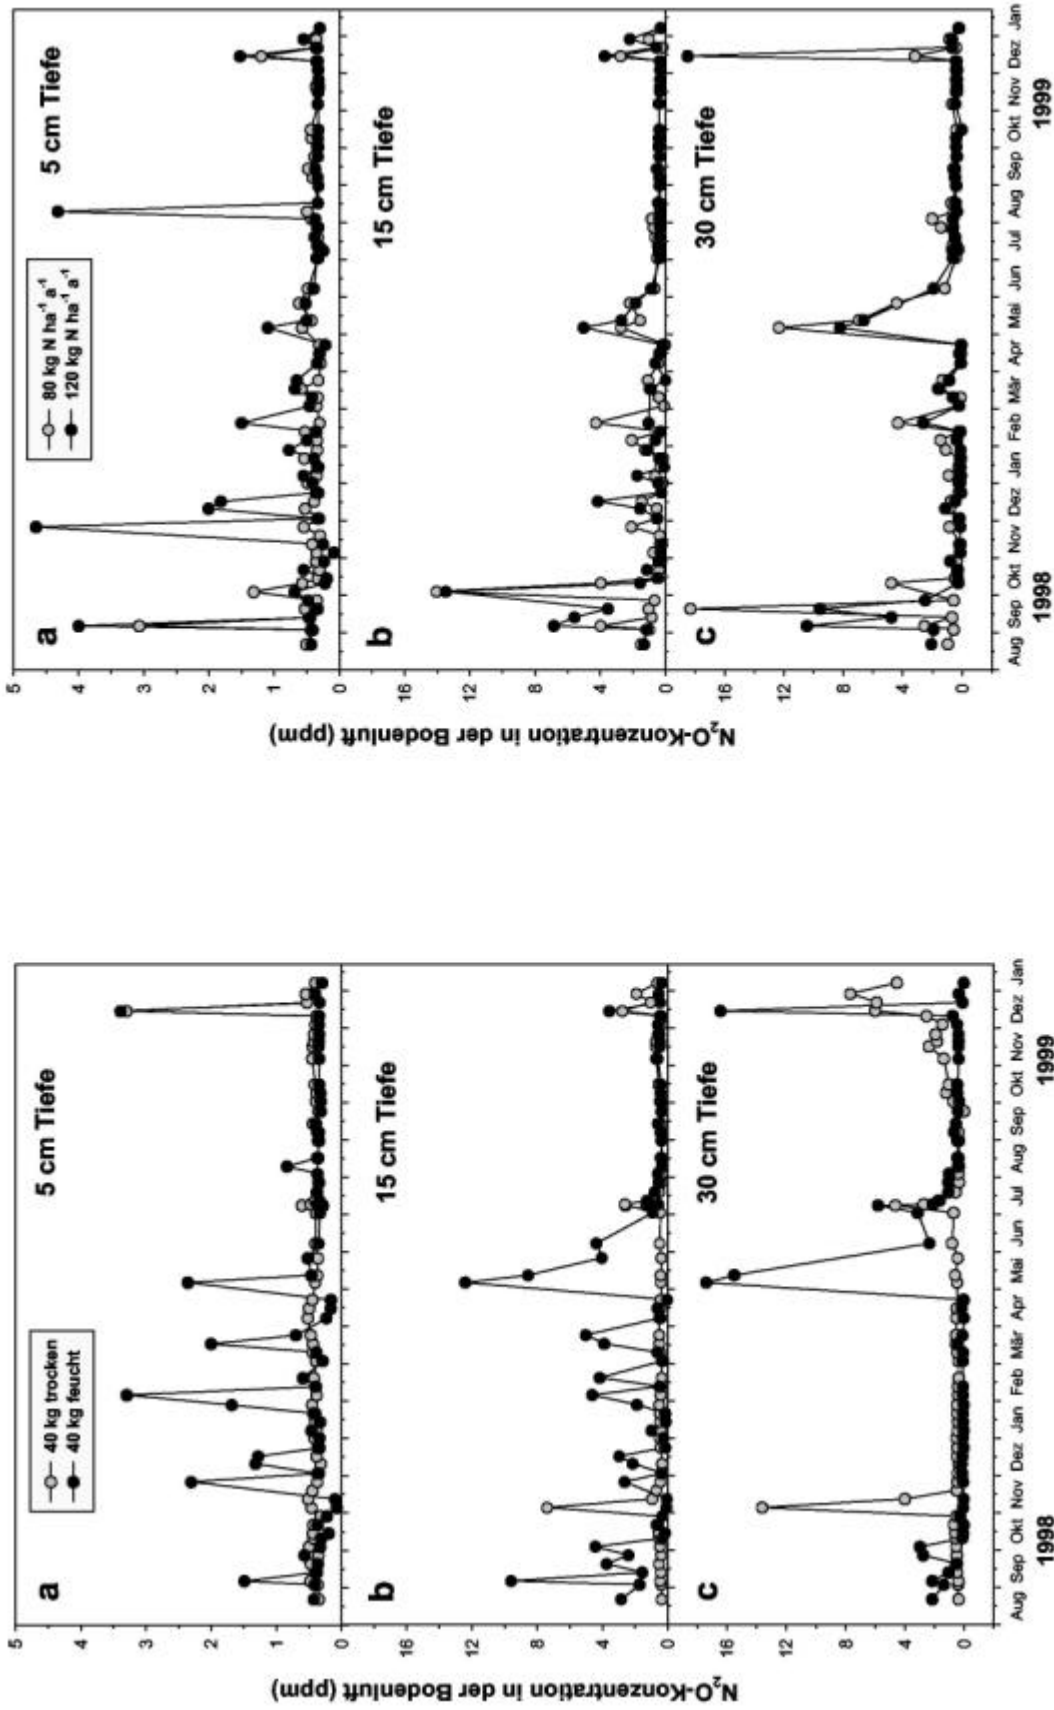 N₂O-Konzentration in der Bodenluft (ppm)
40 kg trocken
40 kg feucht
a
5 cm Tiefe
5
4
3
2
1
0
b
15 cm Tiefe
16
12
8
4
0
c
30 cm Tiefe
16
12
8
4
0
Aug Sep Okt Nov Dez Jan Feb Mär Apr Mai Jun Jul Aug Sep Okt Nov Dez Jan
1998 1999
N₂O-Konzentration in der Bodenluft (ppm)
80 kg N ha⁻¹ a⁻¹
120 kg N ha⁻¹ a⁻¹
a
5 cm Tiefe
5
4
3
2
1
0
b
15 cm Tiefe
16
12
8
4
0
c
30 cm Tiefe
16
12
8
4
0
Aug Sep Okt Nov Dez Jan Feb Mär Apr Mai Jun Jul Aug Sep Okt Nov Dez Jan
1998 1999